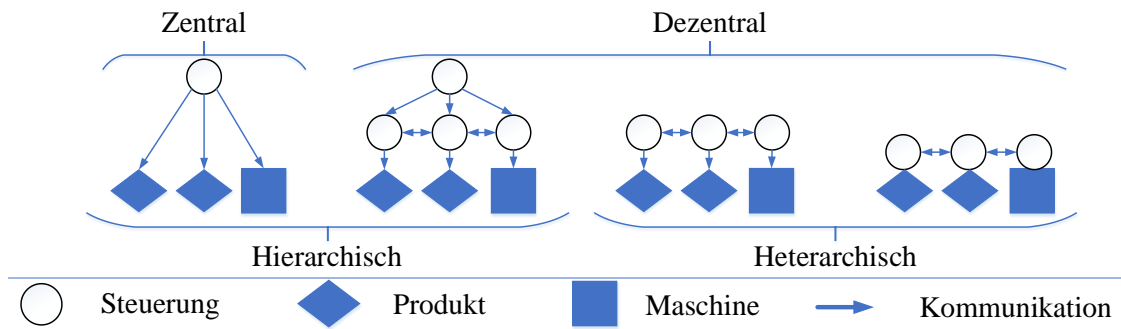 Zentral
Dezentral
Hierarchisch
Heterarchisch
Steuerung
Produkt
Maschine
Kommunikation